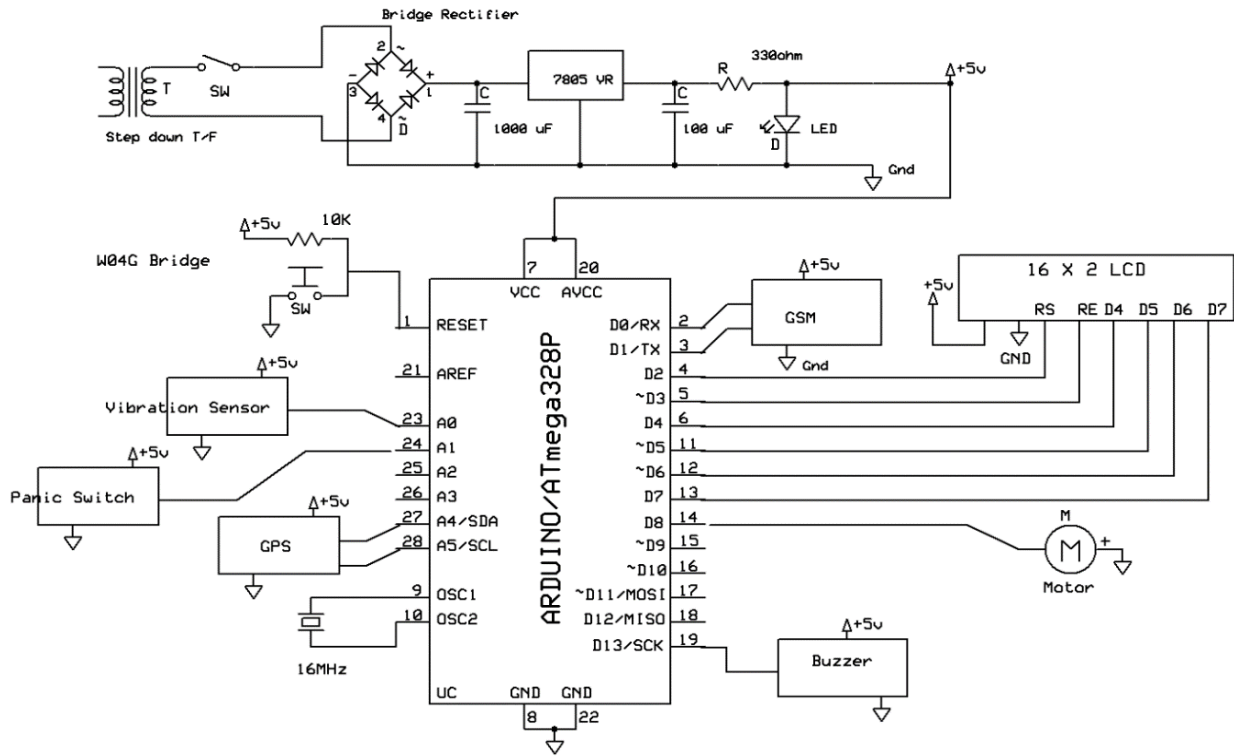 Bridge Rectifier
2 ~
- +
3 1
4 ~
D
T
SW
Step down T/F
C
1000 uF
7805 VR
C
100 uF
R
330ohm
D
LED
+5v
Gnd
+5v
10K
W04G Bridge
SW
7 20
VCC AVCC
1 RESET
21 AREF
23 A0
24 A1
25 A2
26 A3
27 A4/SDA
28 A5/SCL
9 OSC1
10 OSC2
UC
GND GND
8 22
ARDUINO/ATmega328P
D0/RX 2
D1/TX 3
D2 4
~D3 5
D4 6
~D5 11
~D6 12
D7 13
D8 14
~D9 15
~D10 16
~D11/MOSI 17
D12/MISO 18
D13/SCK 19
+5v
Vibration Sensor
+5v
Panic Switch
+5v
GPS
16MHz
+5v
GSM
Gnd
+5v
16 X 2 LCD
RS RE D4 D5 D6 D7
GND
M
M
+
Motor
+5v
Buzzer